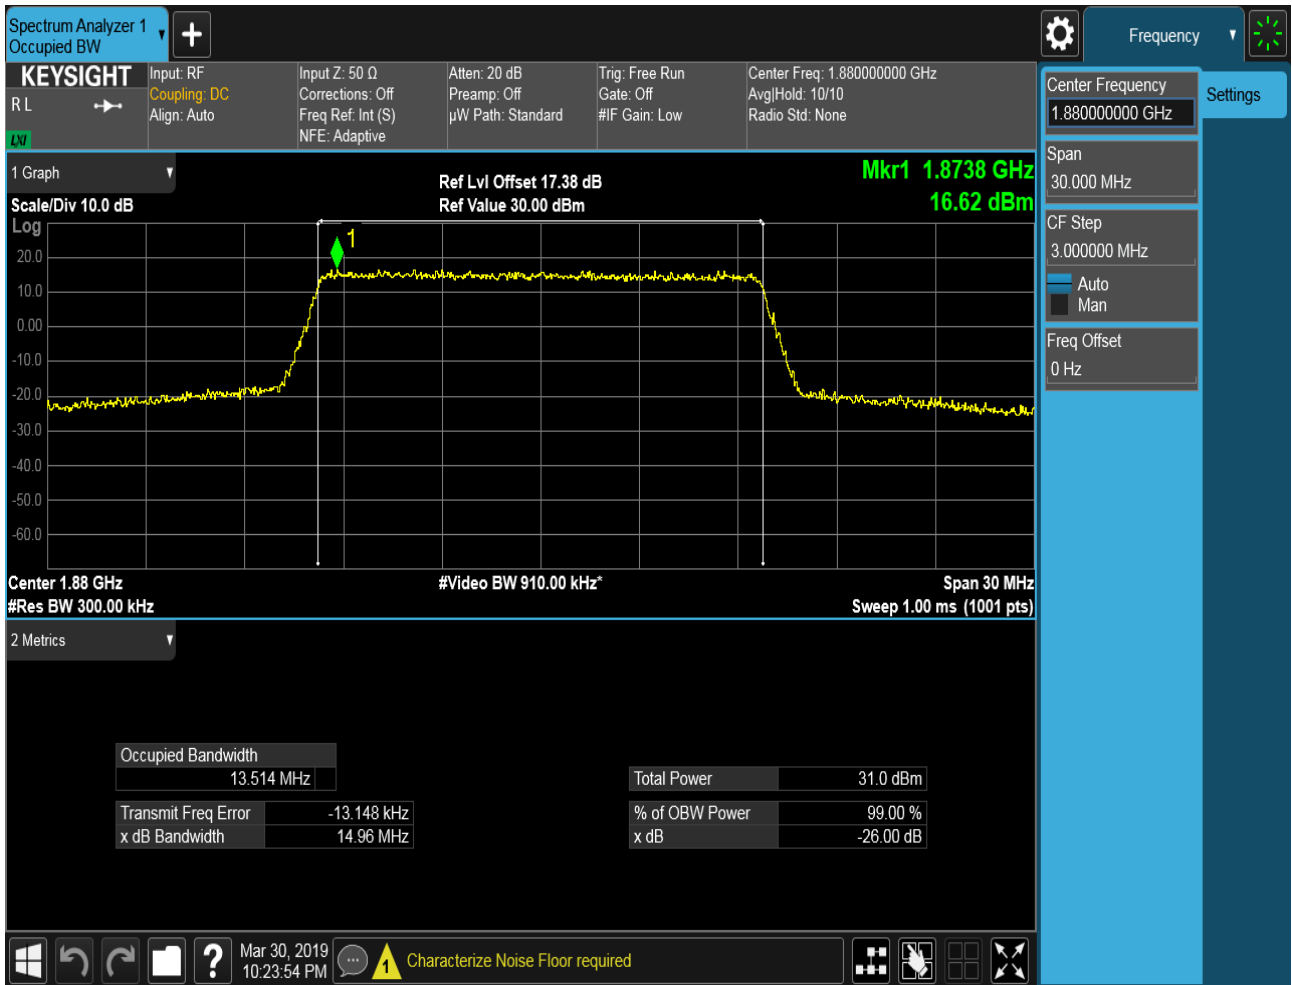 Spectrum Analyzer 1
Occupied BW
Frequency
KEYSIGHT
R L
LXI
Input: RF
Coupling: DC
Align: Auto
Input Z: 50 Ω
Corrections: Off
Freq Ref: Int (S)
NFE: Adaptive
Atten: 20 dB
Preamp: Off
µW Path: Standard
Trig: Free Run
Gate: Off
#IF Gain: Low
Center Freq: 1.880000000 GHz
Avg|Hold: 10/10
Radio Std: None
Center Frequency
1.880000000 GHz
Settings
Span
30.000 MHz
CF Step
3.000000 MHz
Auto
Man
Freq Offset
0 Hz
1 Graph
Scale/Div 10.0 dB
Log
Ref Lvl Offset 17.38 dB
Ref Value 30.00 dBm
Mkr1 1.8738 GHz
16.62 dBm
1
20.0
10.0
0.00
-10.0
-20.0
-30.0
-40.0
-50.0
-60.0
Center 1.88 GHz
#Res BW 300.00 kHz
#Video BW 910.00 kHz*
Span 30 MHz
Sweep 1.00 ms (1001 pts)
2 Metrics
Occupied Bandwidth
13.514 MHz
Transmit Freq Error -13.148 kHz
x dB Bandwidth 14.96 MHz
Total Power 31.0 dBm
% of OBW Power 99.00 %
x dB -26.00 dB
?
Mar 30, 2019
10:23:54 PM
1
Characterize Noise Floor required